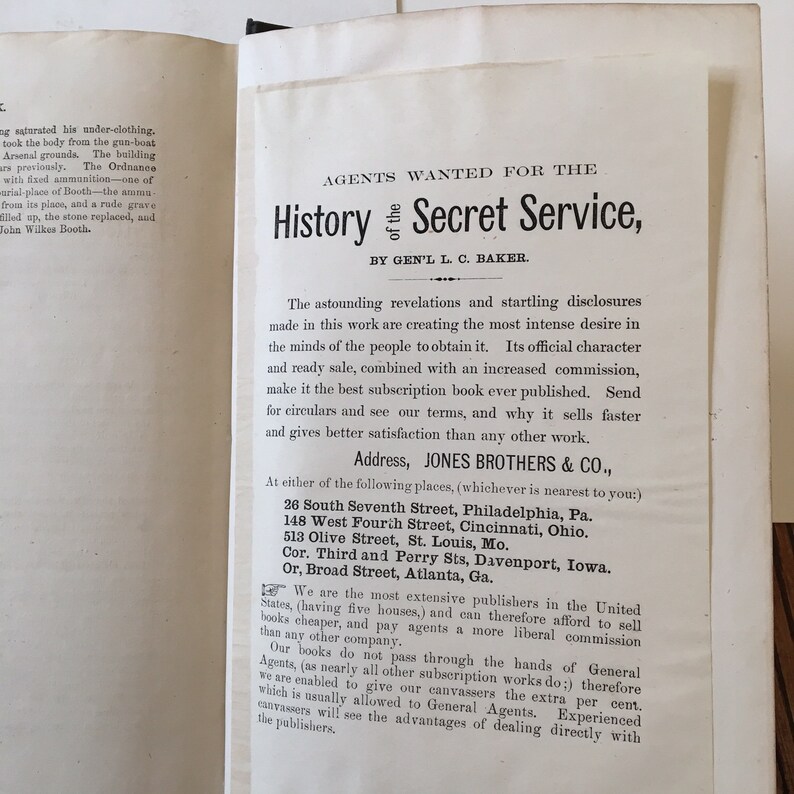 K.
ng saturated his under-clothing.
took the body from the gun-boat
Arsenal grounds. The building
ars previously. The Ordnance
with fixed ammunition—one of
burial-place of Booth—the ammu-
from its place, and a rude grave
filled up, the stone replaced, and
John Wilkes Booth.
AGENTS WANTED FOR THE
History of the Secret Service,
BY GEN'L L. C. BAKER.
The astounding revelations and startling disclosures
made in this work are creating the most intense desire in
the minds of the people to obtain it. Its official character
and ready sale, combined with an increased commission,
make it the best subscription book ever published. Send
for circulars and see our terms, and why it sells faster
and gives better satisfaction than any other work.
Address, JONES BROTHERS & CO.,
At either of the following places, (whichever is nearest to you:)
26 South Seventh Street, Philadelphia, Pa.
148 West Fourth Street, Cincinnati, Ohio.
513 Olive Street, St. Louis, Mo.
Cor. Third and Perry Sts, Davenport, Iowa.
Or, Broad Street, Atlanta, Ga.
☞ We are the most extensive publishers in the United
States, (having five houses,) and can therefore afford to sell
books cheaper, and pay agents a more liberal commission
than any other company.
Our books do not pass through the hands of General
Agents, (as nearly all other subscription works do;) therefore
we are enabled to give our canvassers the extra per cent.
which is usually allowed to General Agents. Experienced
canvassers will see the advantages of dealing directly with
the publishers.